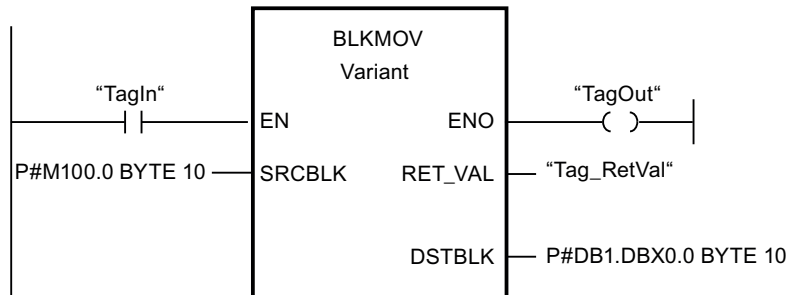 BLKMOV
Variant
“TagIn“
“TagOut“
EN
ENO
P#M100.0 BYTE 10
SRCBLK
RET_VAL
“Tag_RetVal“
DSTBLK
P#DB1.DBX0.0 BYTE 10